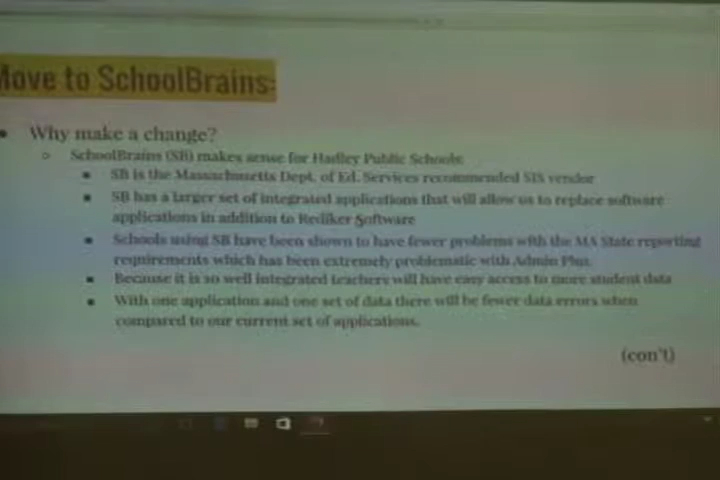 Move to SchoolBrains:
Why make a change?
SchoolBrains (SB) makes sense for Hadley Public Schools:
SB is the Massachusetts Dept. of Ed. Services recommended SIS vendor
SB has a larger set of integrated applications that will allow us to replace software
applications in addition to Rediker Software
Schools using SB have been shown to have fewer problems with the MA State reporting
requirements which has been extremely problematic with Admin Plus.
Because it is so well integrated teachers will have easy access to more student data
With one application and one set of data there will be fewer data errors when
compared to our current set of applications.
(con't)